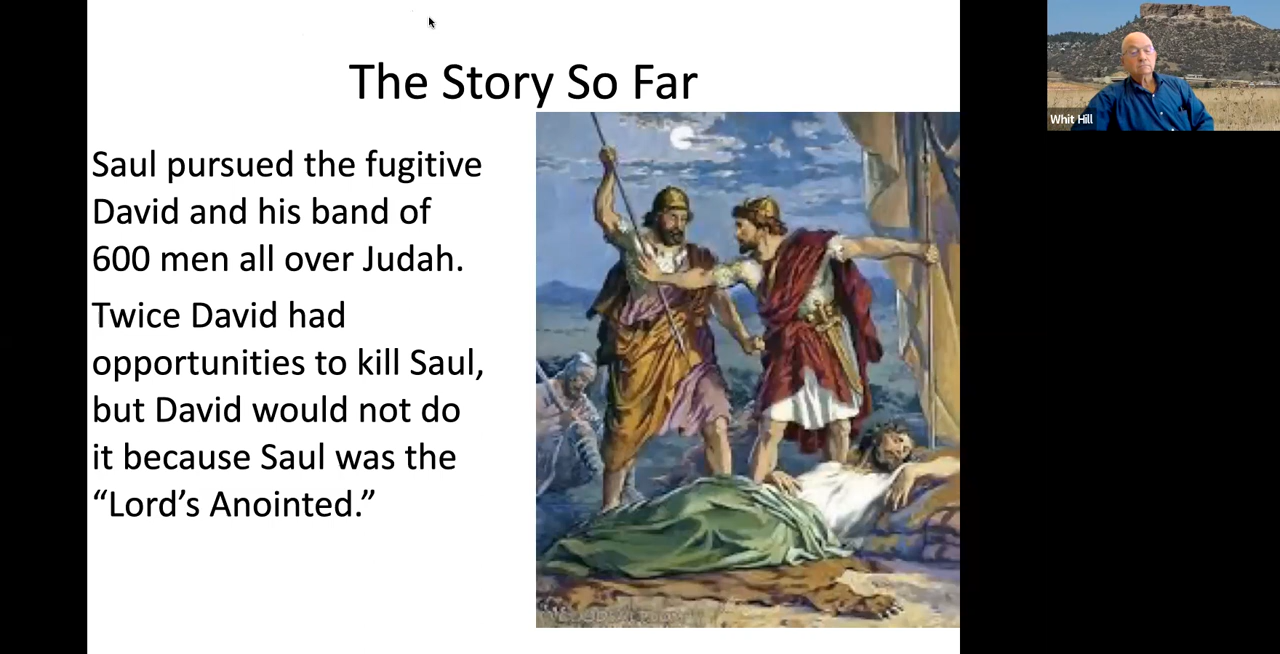 The Story So Far
Saul pursued the fugitive
David and his band of
600 men all over Judah.
Twice David had
opportunities to kill Saul,
but David would not do
it because Saul was the
“Lord’s Anointed.”
Whit Hill